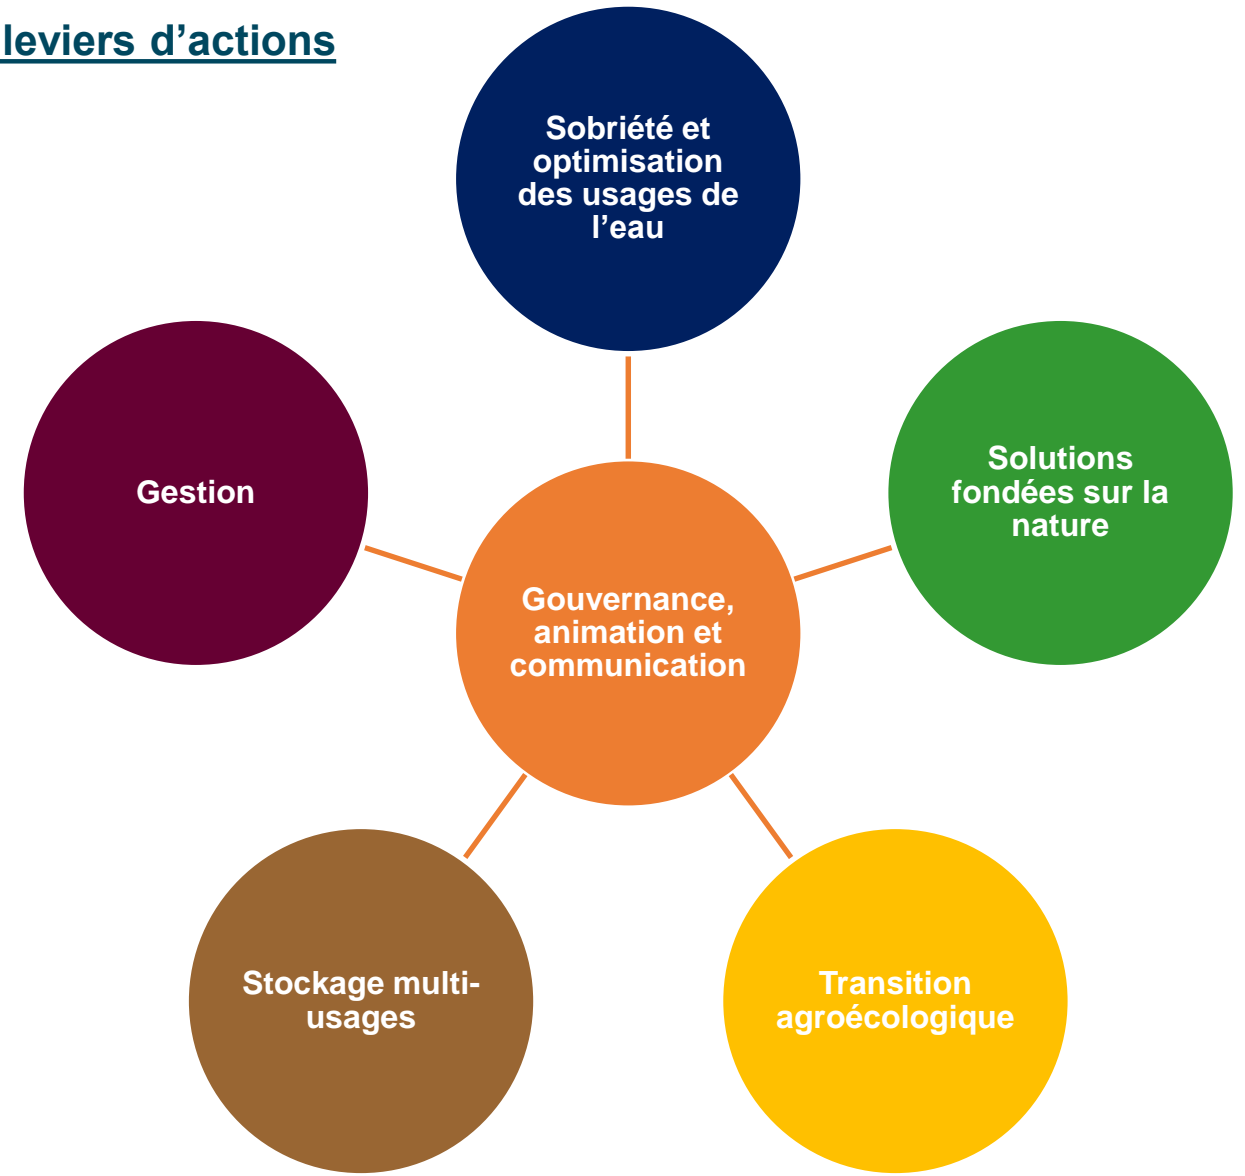 leviers d’actions
Sobriété et
optimisation
des usages de
l’eau
Gestion
Solutions
fondées sur la
nature
Gouvernance,
animation et
communication
Stockage multi-
usages
Transition
agroécologique